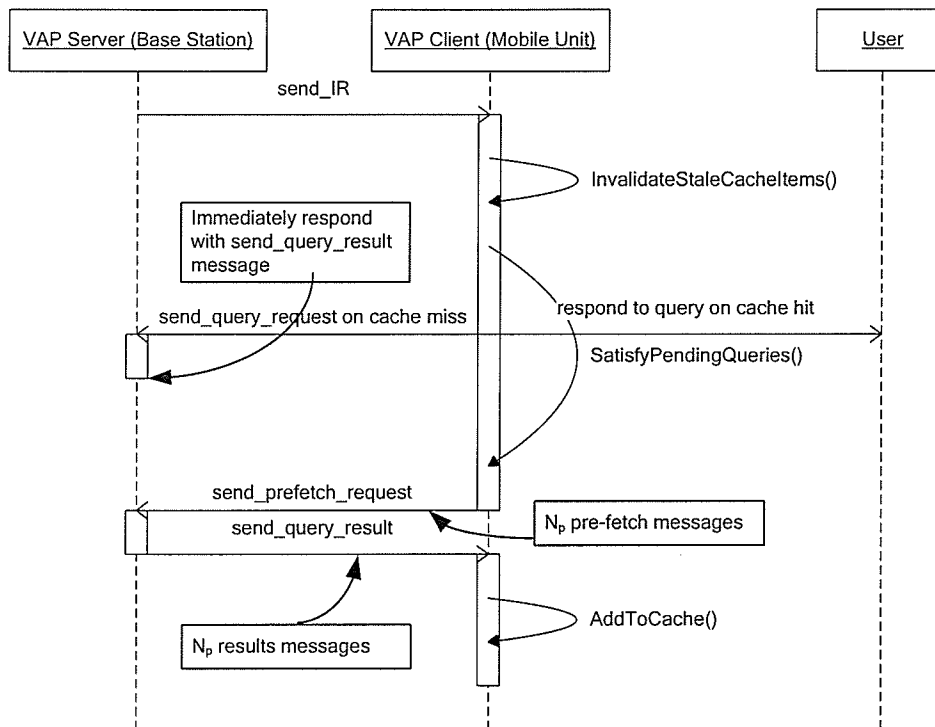 VAP Server (Base Station)
VAP Client (Mobile Unit)
User
send_IR
InvalidateStaleCacheItems()
Immediately respond
with send_query_result
message
send_query_request on cache miss
respond to query on cache hit
SatisfyPendingQueries()
send_prefetch_request
send_query_result
Np pre-fetch messages
Np results messages
AddToCache()